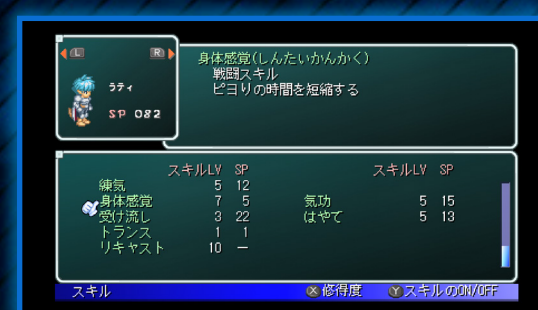 L R
ラティ
SP 082
身体感覚(しんたいかんかく)
戦闘スキル
ピヨりの時間を短縮する
スキルLV SP スキルLV SP
練気 5 12
身体感覚 7 5 気功 5 15
受け流し 3 22 はやて 5 13
トランス 1 1
リキャスト 10 ー
スキル Ⓧ修得度 ⓎスキルのON/OFF